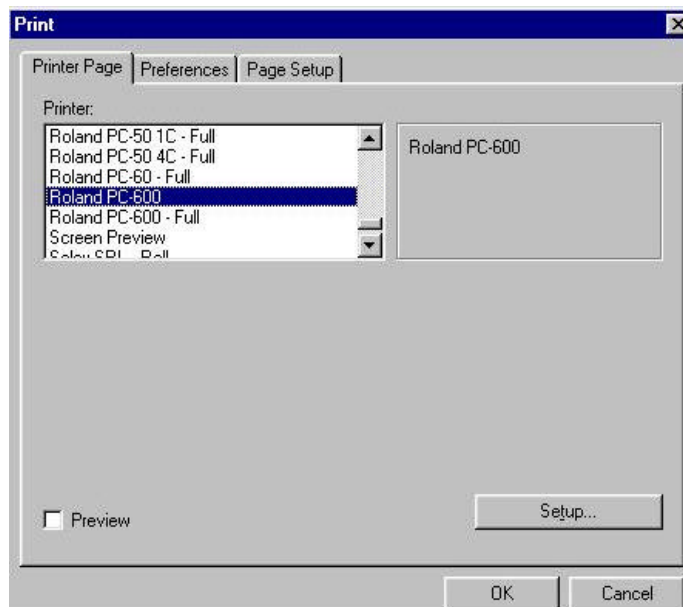 Print
Printer Page Preferences Page Setup
Printer:
Roland PC-50 1C - Full
Roland PC-50 4C - Full
Roland PC-60 - Full
Roland PC-600
Roland PC-600 - Full
Screen Preview
Roland PC-600
Preview
Setup...
OK Cancel